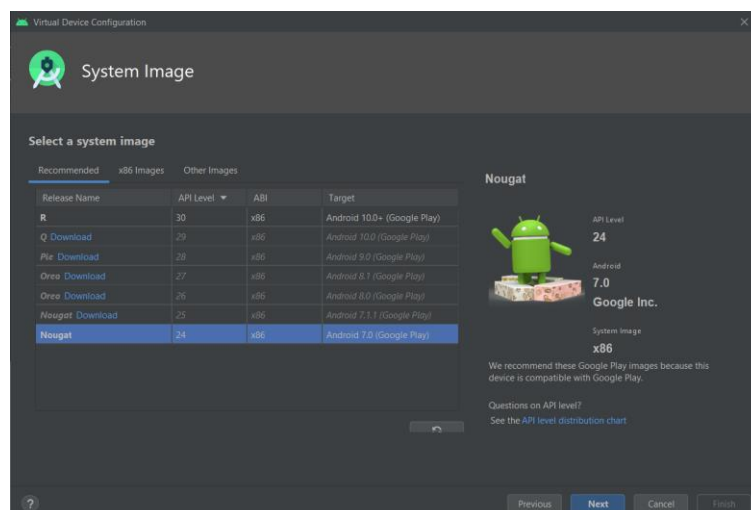 Virtual Device Configuration
System Image
Select a system image
Recommended x86 Images Other Images
Release Name API Level ABI Target
R 30 x86 Android 10.0+ (Google Play)
Q Download 29 x86 Android 10.0 (Google Play)
Pie Download 28 x86 Android 9.0 (Google Play)
Oreo Download 27 x86 Android 8.1 (Google Play)
Oreo Download 26 x86 Android 8.0 (Google Play)
Nougat Download 25 x86 Android 7.1.1 (Google Play)
Nougat 24 x86 Android 7.0 (Google Play)
Nougat
API Level
24
Android
7.0
Google Inc.
System Image
x86
We recommend these Google Play images because this
device is compatible with Google Play.
Questions on API level?
See the API level distribution chart
? Previous Next Cancel Finish